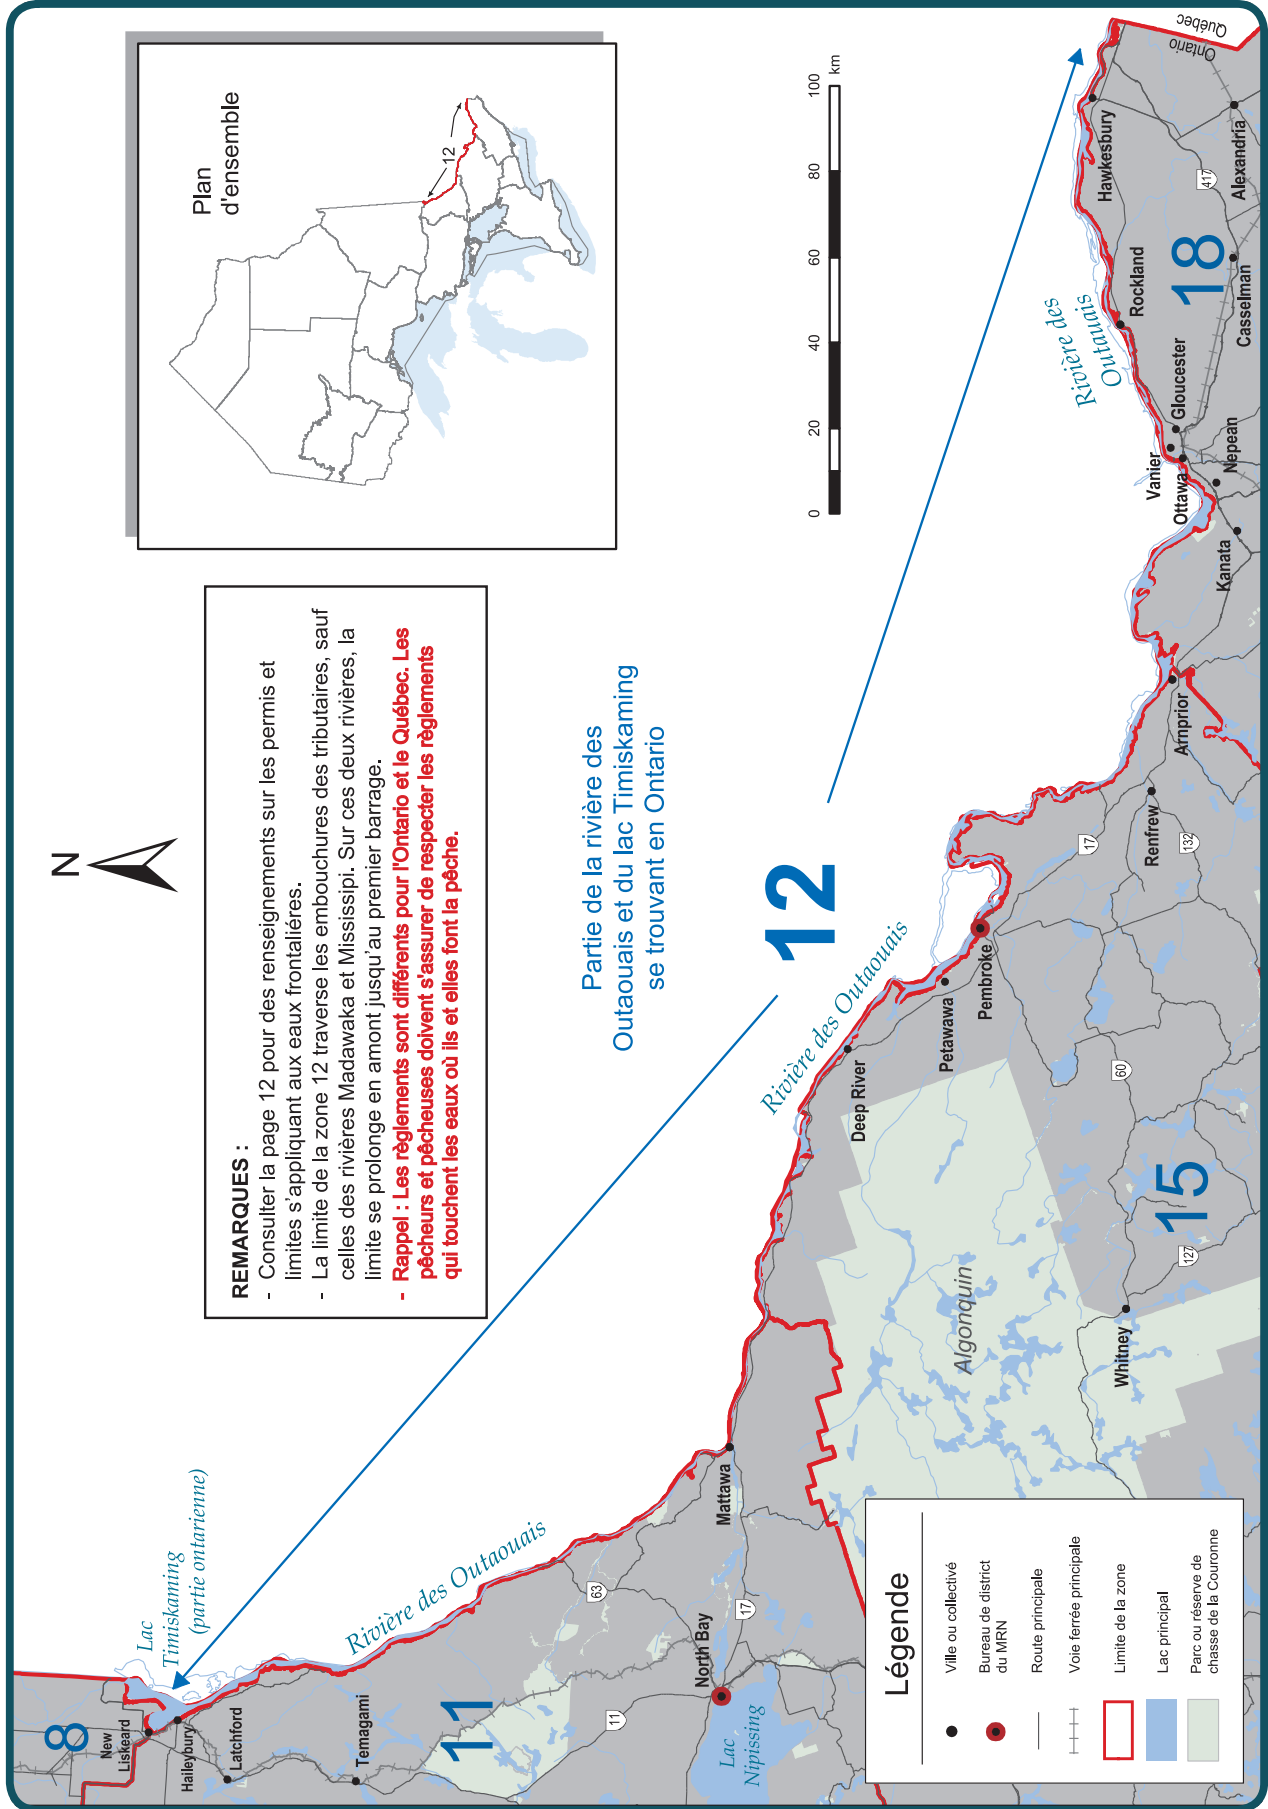 N
REMARQUES :
- Consulter la page 12 pour des renseignements sur les permis et
limites s'appliquant aux eaux frontalières.
- La limite de la zone 12 traverse les embouchures des tributaires, sauf
celles des rivières Madawaka et Mississipi. Sur ces deux rivières, la
limite se prolonge en amont jusqu'au premier barrage.
- Rappel : Les règlements sont différents pour l'Ontario et le Québec. Les
pêcheurs et pêcheuses doivent s'assurer de respecter les règlements
qui touchent les eaux où ils et elles font la pêche.
Plan
d'ensemble
12
Partie de la rivière des
Outaouais et du lac Timiskaming
se trouvant en Ontario
12
0
20
40
60
80
100
km
8
New
Liskeard
Haileybury
Latchford
Temagami
Lac
Timiskaming
(partie ontarienne)
Rivière des Outaouais
11
63
11
17
North Bay
Lac
Nipissing
Mattawa
Rivière des Outaouais
Deep River
Petawawa
Pembroke
Algonquin
Whitney
127
15
60
17
132
Renfrew
Arnprior
Kanata
Ottawa
Vanier
Nepean
Gloucester
Rivière des
Outauais
Rockland
18
417
Casselman
Hawkesbury
Alexandria
Ontario
Québec
Légende
Ville ou collectivé
Bureau de district
du MRN
Route principale
Voie ferrée principale
Limite de la zone
Lac principal
Parc ou réserve de
chasse de la Couronne